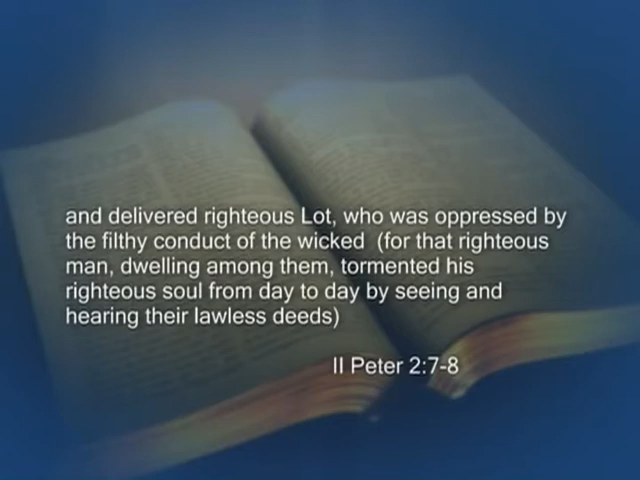 and delivered righteous Lot, who was oppressed by
the filthy conduct of the wicked  (for that righteous
man, dwelling among them, tormented his
righteous soul from day to day by seeing and
hearing their lawless deeds)
II Peter 2:7-8